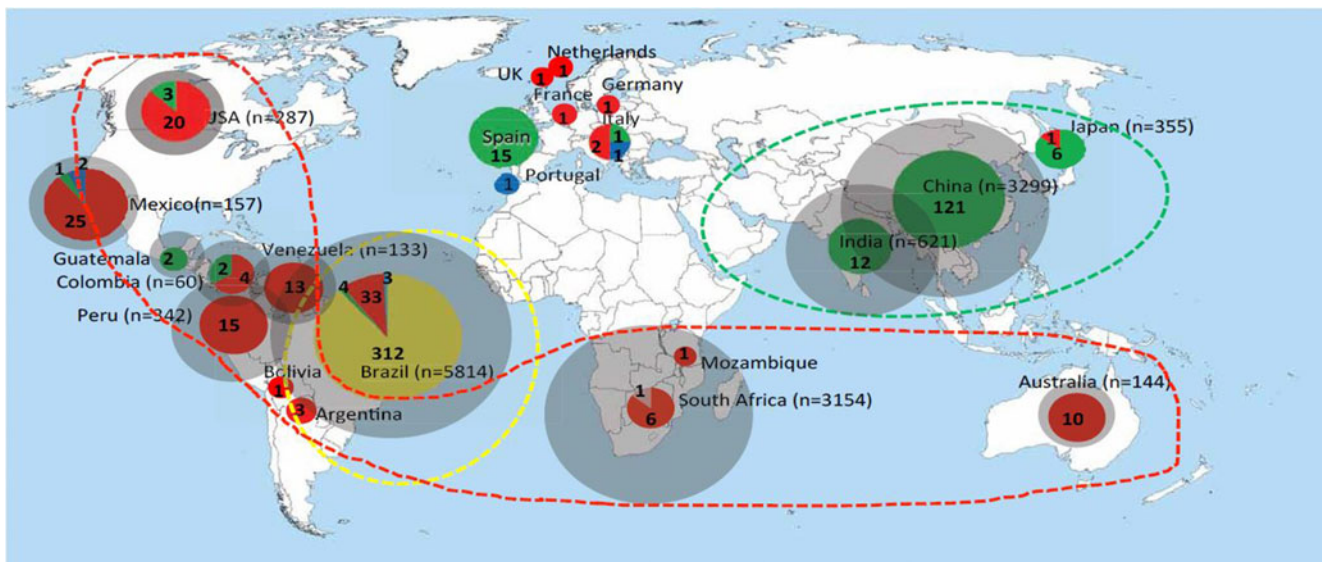 Netherlands
UK
1
1
France
Germany
1
1
Italy
2
1
1
Spain
15
1
Portugal
3
20
USA (n=287)
1
2
25
Mexico(n=157)
Guatemala
2
Colombia (n=60)
2
4
Venezuela (n=133)
13
Peru (n=342)
15
4
33
3
312
Brazil (n=5814)
Bolivia
1
3
Argentina
1
Mozambique
1
6
South Africa (n=3154)
Japan (n=355)
1
6
China (n=3299)
121
India (n=621)
12
Australia (n=144)
10